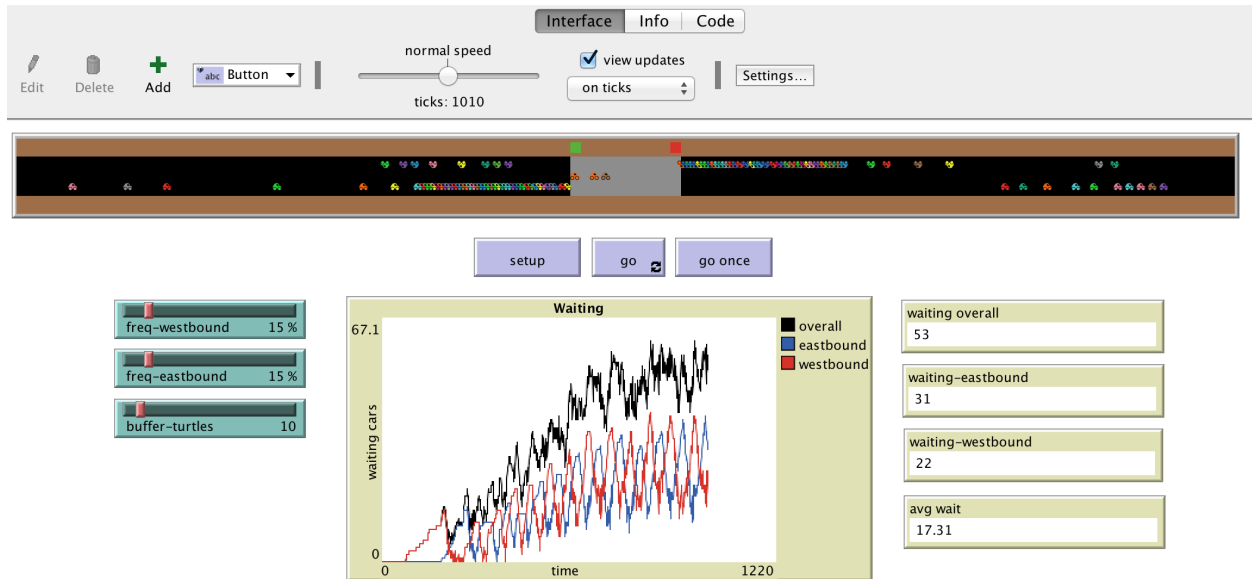 Interface Info Code
normal speed
view updates
Edit Delete Add abc Button on ticks Settings...
ticks: 1010
setup go go once
freq-westbound 15 %
freq-eastbound 15 %
buffer-turtles 10
Waiting
67.1
waiting cars
0
0 time 1220
overall
eastbound
westbound
waiting overall
53
waiting-eastbound
31
waiting-westbound
22
avg wait
17.31